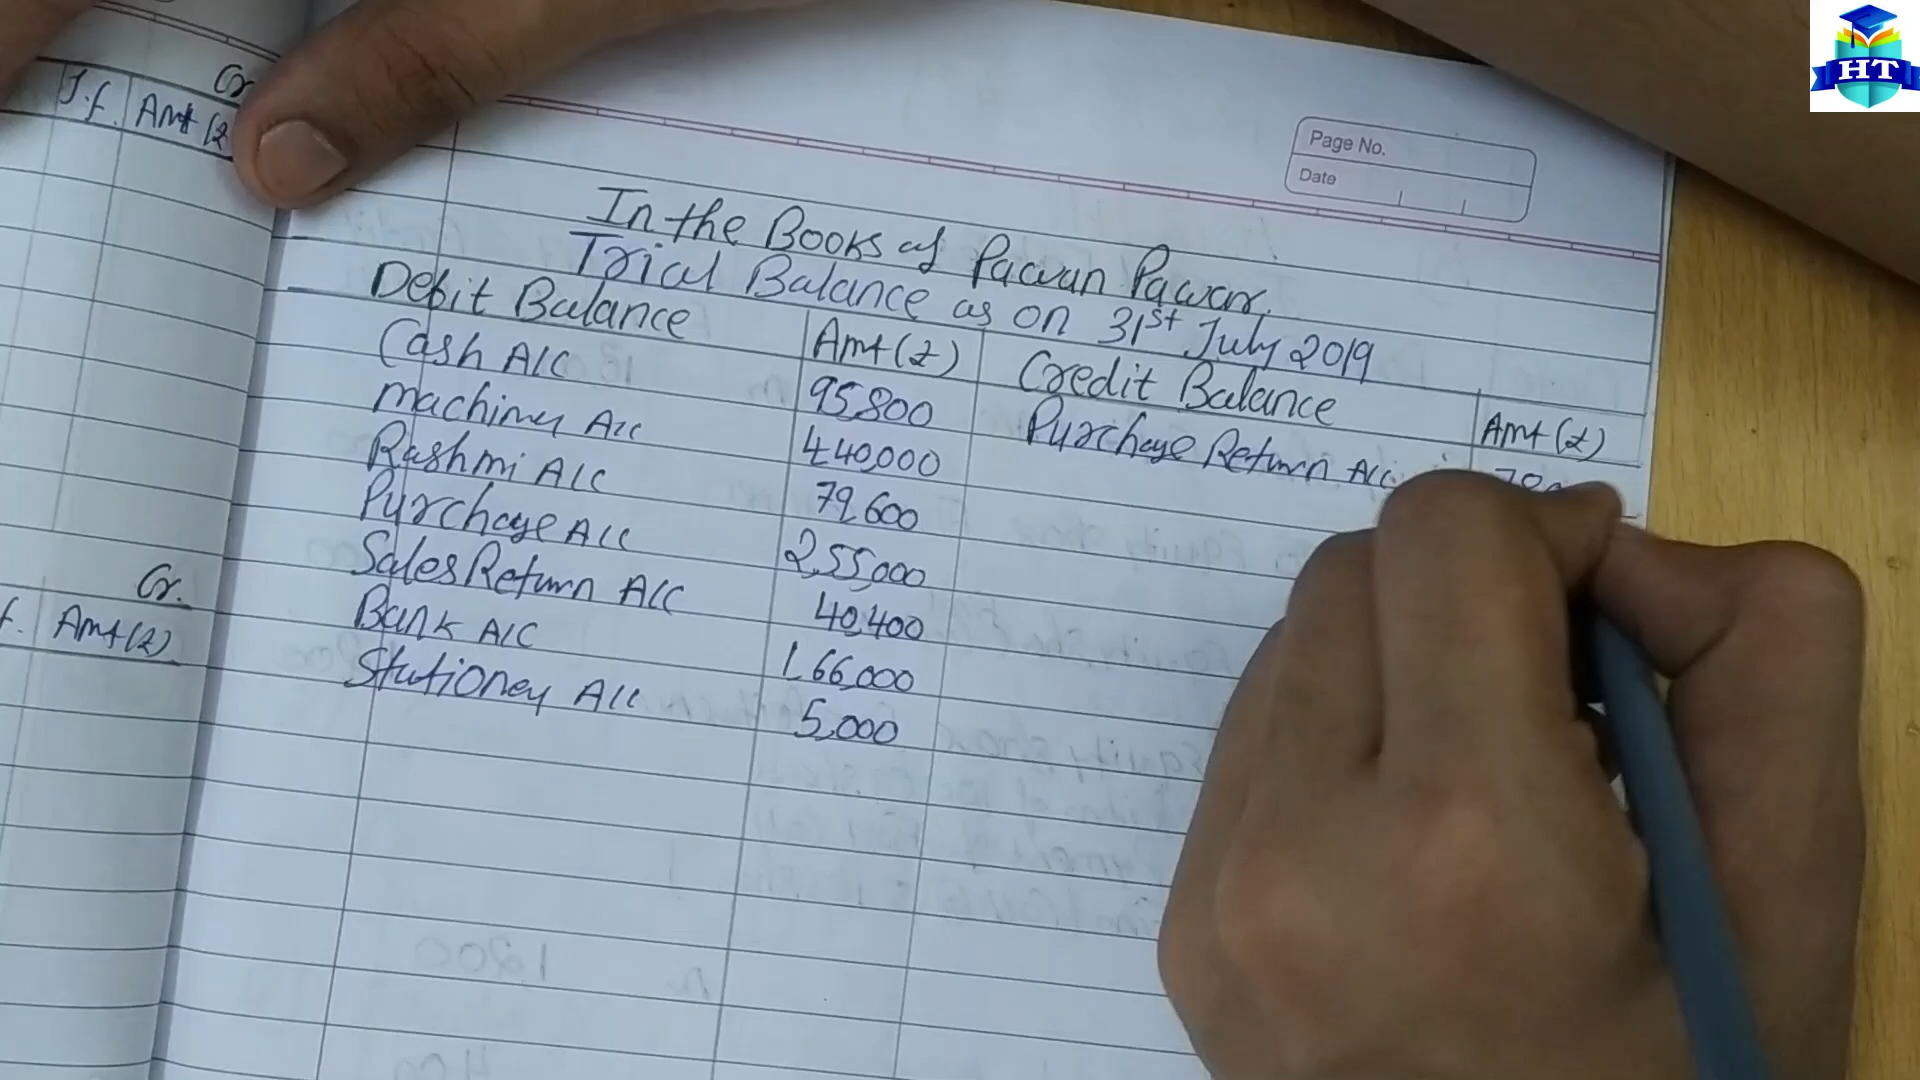 HT
Page No.
Date
Cr
J.f. Amt (₹
In the Books of Pawan Pawar.
Trial Balance as on 31st July 2019
Debit Balance Amt (₹) Credit Balance Amt (₹)
Cash A/c 95,800 Purchase Return A/c
Machinery A/c 4,40,000
Rashmi A/c 79,600
Purchase A/c 2,55,000
Sales Return A/c 40,400
Bank A/c 1,66,000
Stationey A/c 5,000
Cr.
f. Amt (₹)